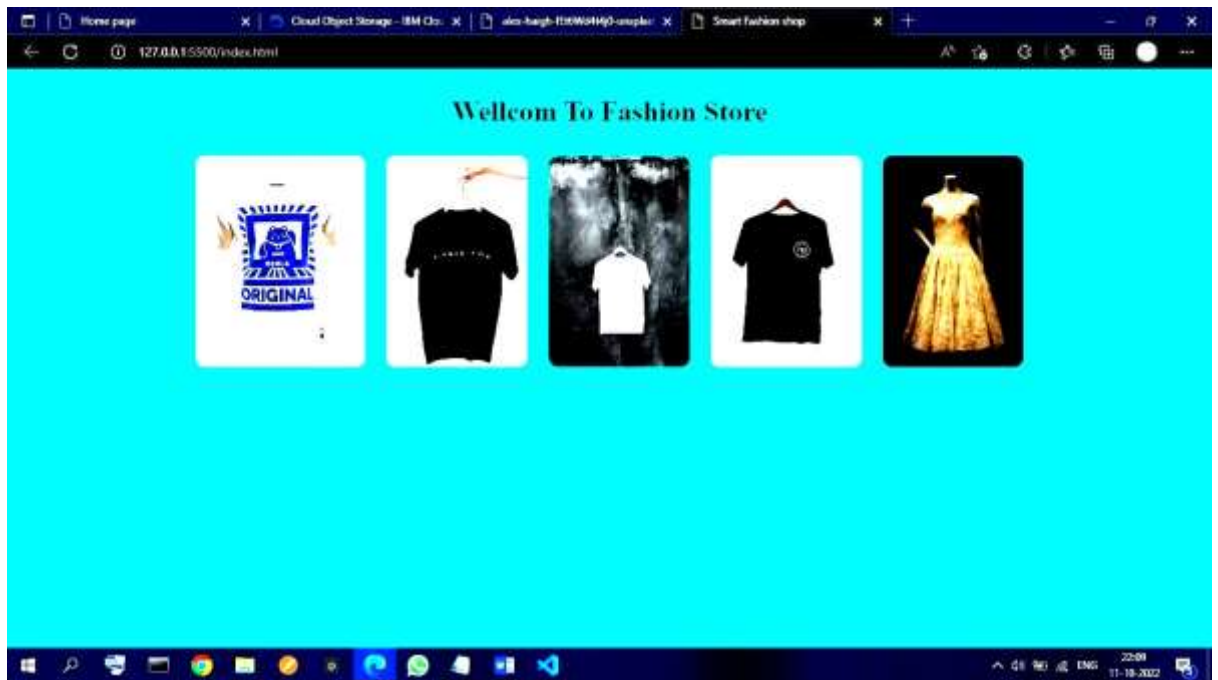 Home page
Cloud Object Storage - IBM Clo
Smart fashion shop
127.0.0.1:5500/index.html
Wellcom To Fashion Store
ORIGINAL
ENG
22:09
11-10-2022